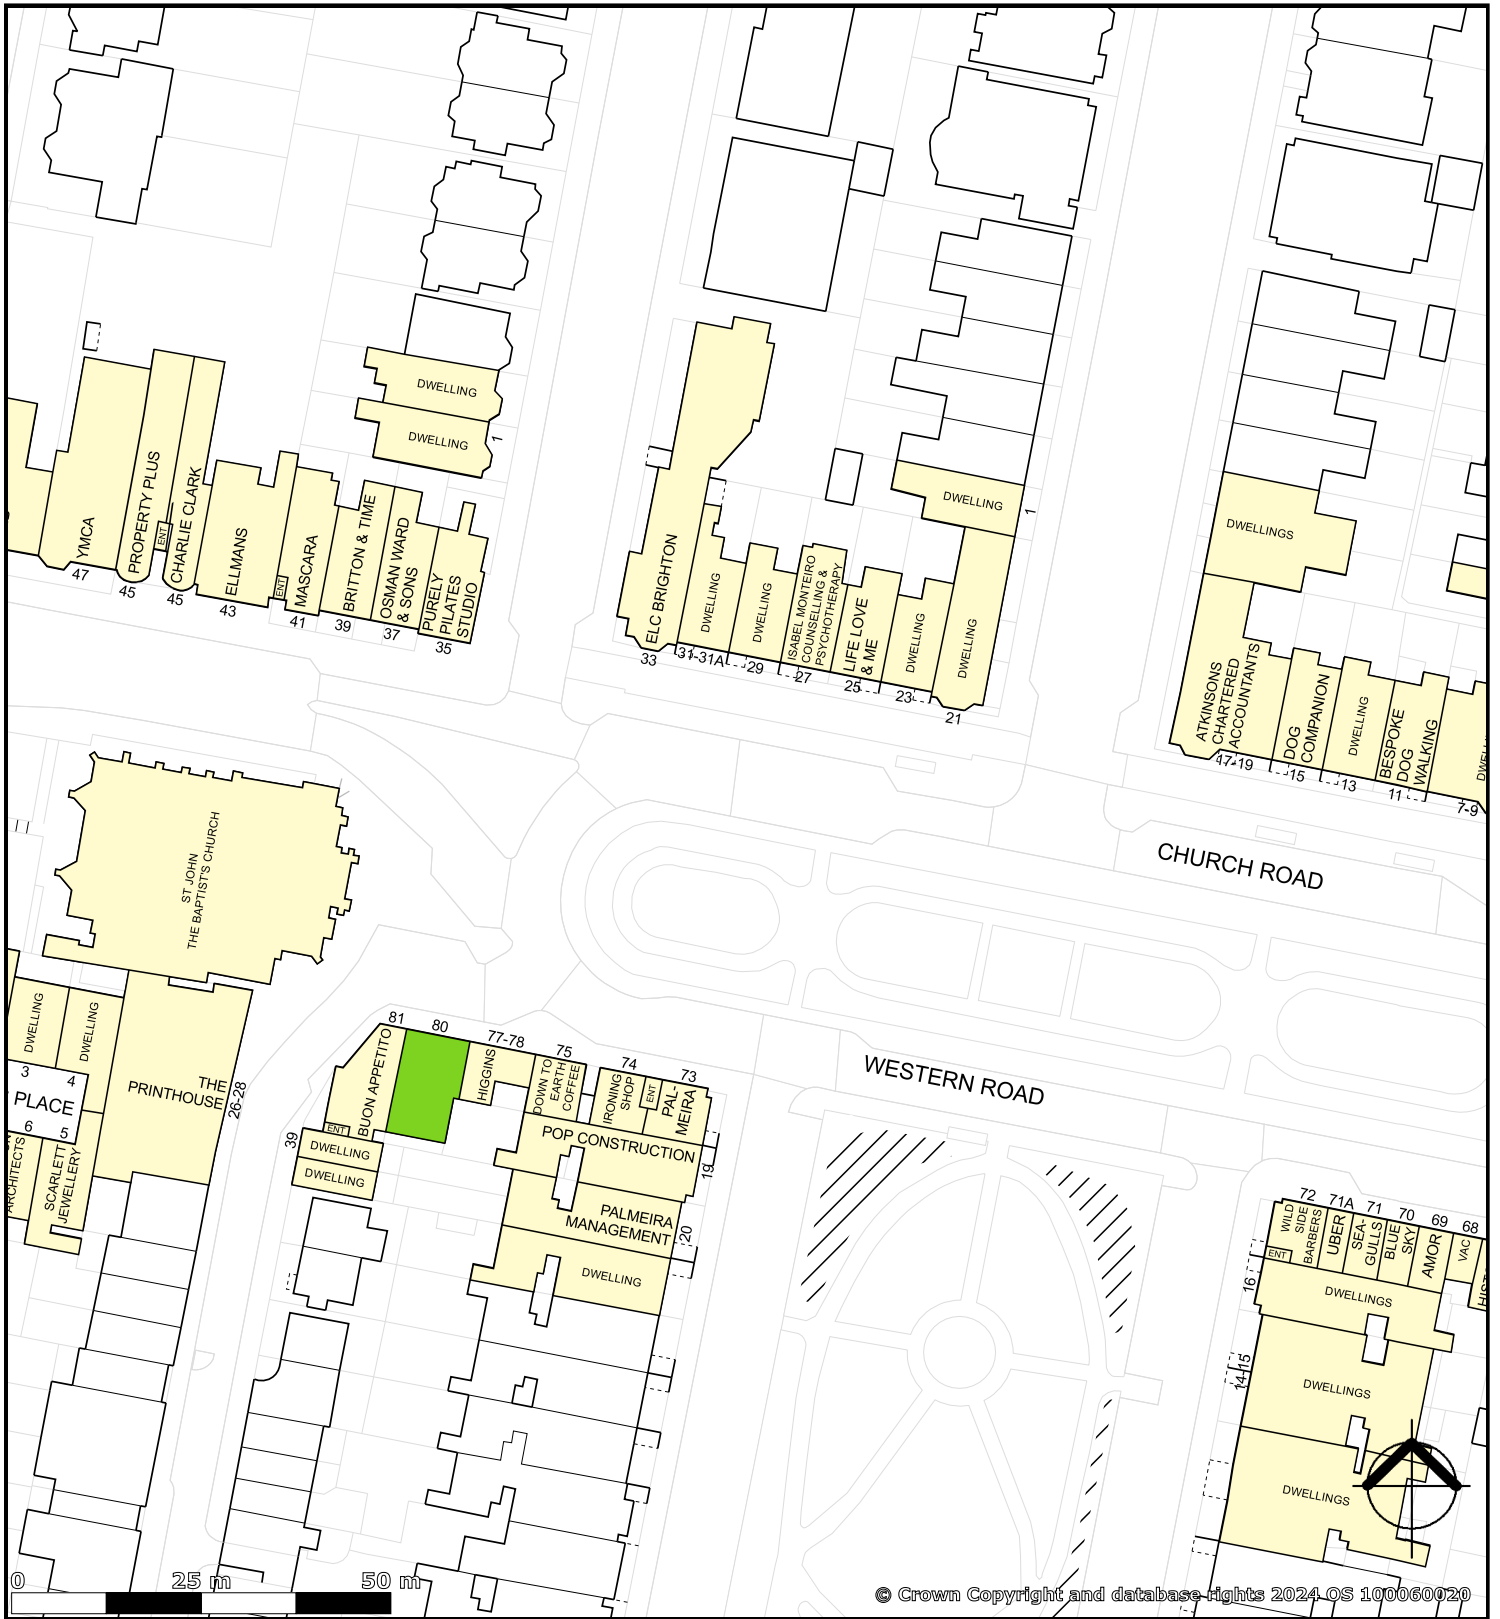 DWELLING
DWELLING
1
DWELLING
1
DWELLINGS
YMCA
47
PROPERTY PLUS
45
ENT
CHARLIE CLARK
45
ELLMANS
43
ENT
MASCARA
41
BRITTON & TIME
39
OSMAN WARD
& SONS
37
PURELY
PILATES
STUDIO
35
ELC BRIGHTON
33
DWELLING
31-31A
DWELLING
29
ISABEL MONTEIRO
COUNSELLING &
PSYCHOTHERAPY
27
LIFE LOVE
& ME
25
DWELLING
23
DWELLING
21
ATKINSONS
CHARTERED
ACCOUNTANTS
17-19
DOG
COMPANION
15
DWELLING
13
BESPOKE
DOG
WALKING
11
7-9
CHURCH ROAD
ST JOHN
THE BAPTIST'S CHURCH
DWELLING
DWELLING
3
4
PLACE
6
5
ARCHITECTS
SCARLETT
JEWELLERY
THE
PRINTHOUSE
26-28
81
80
77-78
75
74
73
BUON APPETITO
HIGGINS
DOWN TO
EARTH
COFFEE
IRONING
SHOP
ENT
PAL-
MEIRA
WESTERN ROAD
ENT
39
DWELLING
DWELLING
POP CONSTRUCTION
19
PALMEIRA
MANAGEMENT
20
DWELLING
72
71A
71
70
69
68
WILD
SIDE
BARBERS
UBER
SEA-
GULLS
BLUE
SKY
AMOR
VAC
ENT
16
DWELLINGS
14-15
DWELLINGS
DWELLINGS
0
25 m
50 m
© Crown Copyright and database rights 2024 OS 100060020